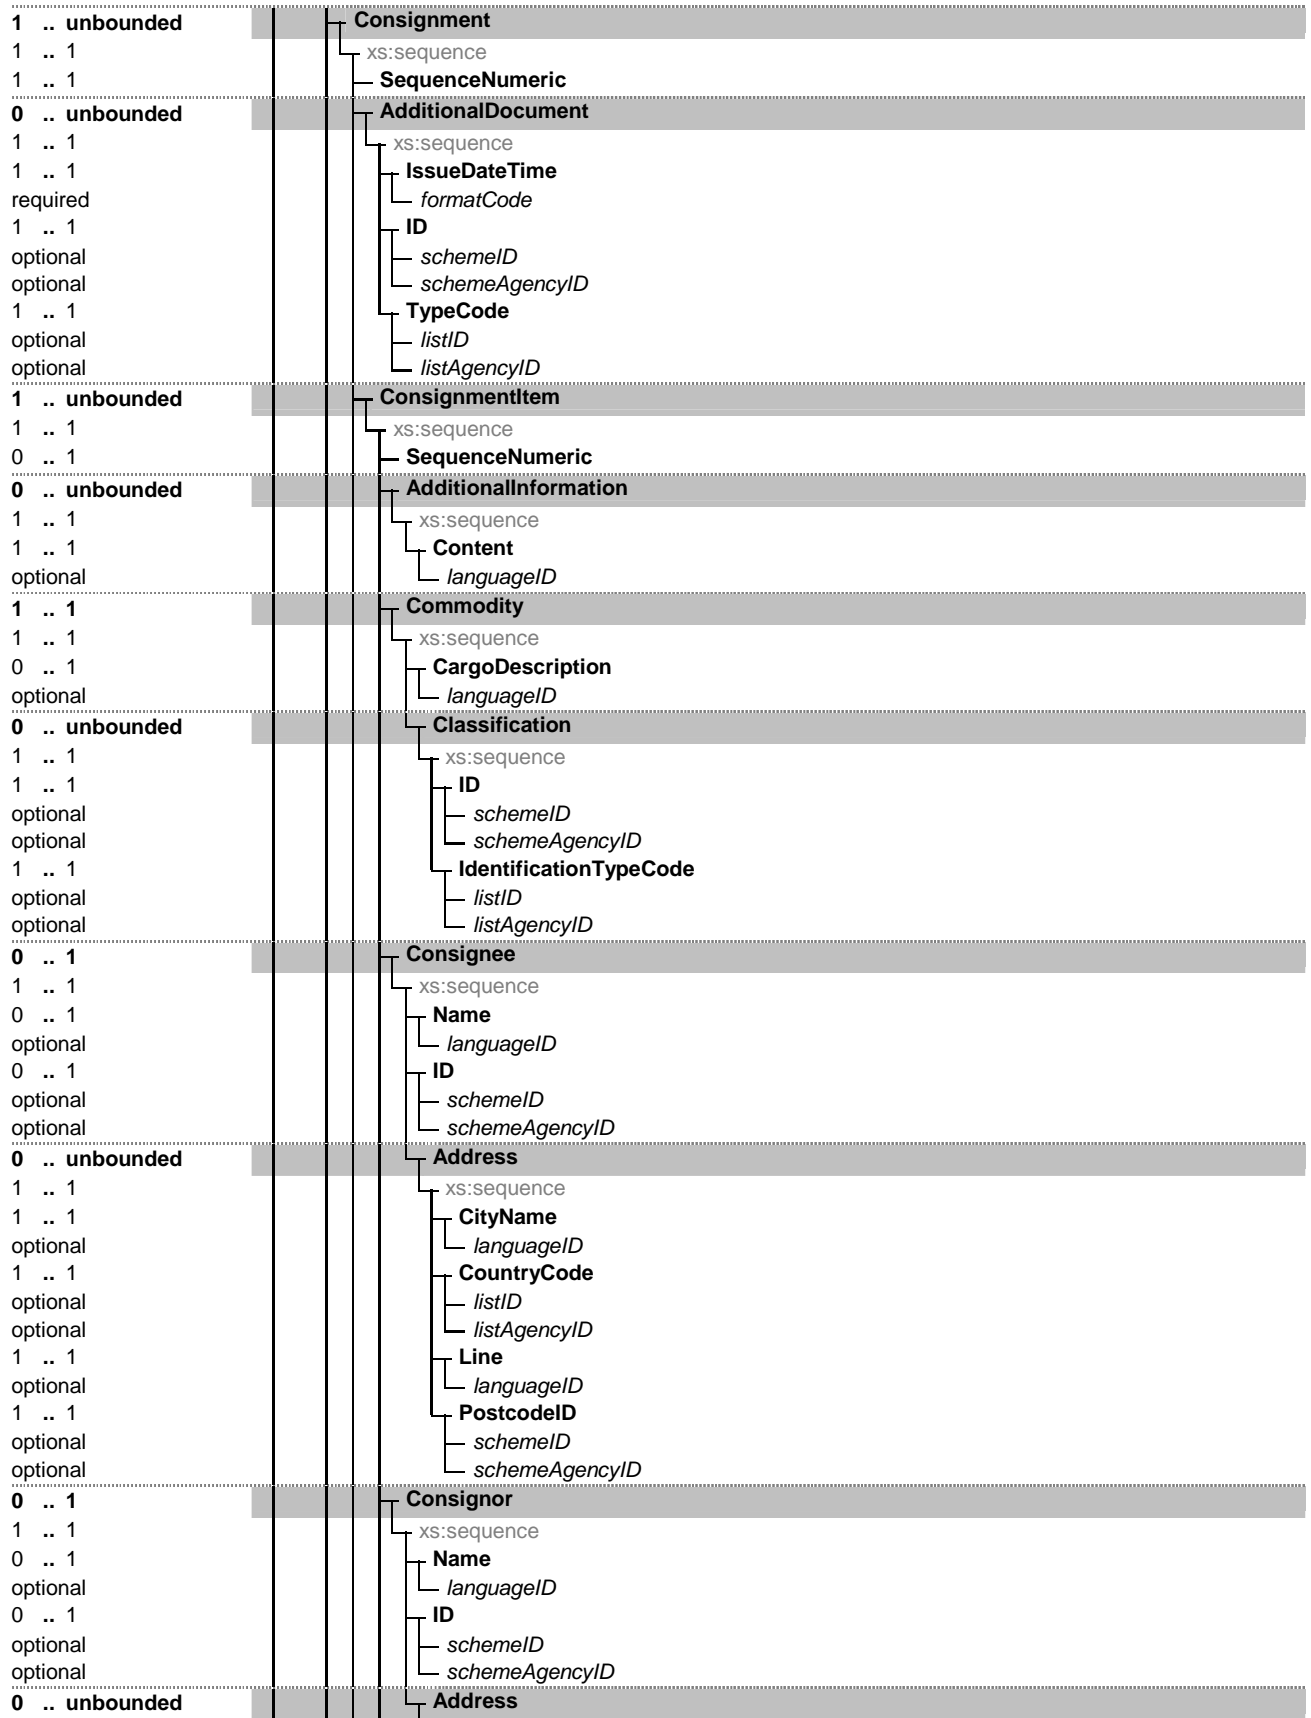 1 .. unbounded Consignment
1 .. 1 xs:sequence
1 .. 1 SequenceNumeric
0 .. unbounded AdditionalDocument
1 .. 1 xs:sequence
1 .. 1 IssueDateTime
required formatCode
1 .. 1 ID
optional schemeID
optional schemeAgencyID
1 .. 1 TypeCode
optional listID
optional listAgencyID
1 .. unbounded ConsignmentItem
1 .. 1 xs:sequence
0 .. 1 SequenceNumeric
0 .. unbounded AdditionalInformation
1 .. 1 xs:sequence
1 .. 1 Content
optional languageID
1 .. 1 Commodity
1 .. 1 xs:sequence
0 .. 1 CargoDescription
optional languageID
0 .. unbounded Classification
1 .. 1 xs:sequence
1 .. 1 ID
optional schemeID
optional schemeAgencyID
1 .. 1 IdentificationTypeCode
optional listID
optional listAgencyID
0 .. 1 Consignee
1 .. 1 xs:sequence
0 .. 1 Name
optional languageID
0 .. 1 ID
optional schemeID
optional schemeAgencyID
0 .. unbounded Address
1 .. 1 xs:sequence
1 .. 1 CityName
optional languageID
1 .. 1 CountryCode
optional listID
optional listAgencyID
1 .. 1 Line
optional languageID
1 .. 1 PostcodeID
optional schemeID
optional schemeAgencyID
0 .. 1 Consignor
1 .. 1 xs:sequence
0 .. 1 Name
optional languageID
0 .. 1 ID
optional schemeID
optional schemeAgencyID
0 .. unbounded Address